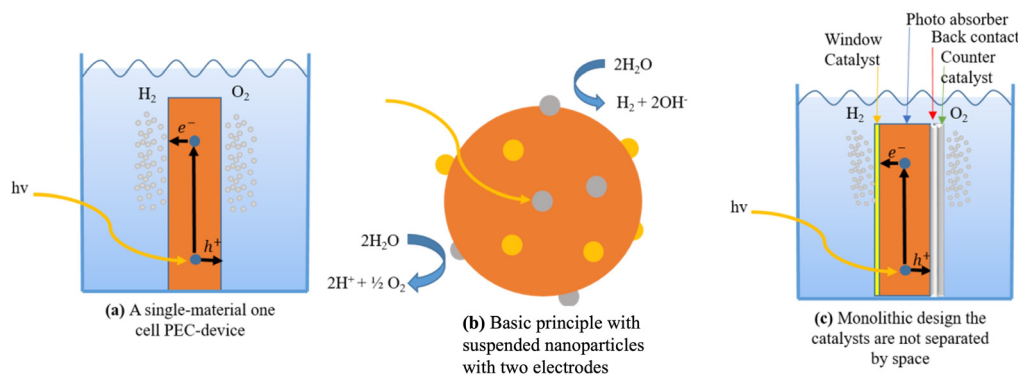 H₂
O₂
e⁻
hv
h⁺
(a) A single-material one
cell PEC-device
2H₂O
H₂ + 2OH⁻
2H₂O
2H⁺ + ½ O₂
(b) Basic principle with
suspended nanoparticles
with two electrodes
Photo absorber
Window
Catalyst
Back contact
Counter
catalyst
H₂
O₂
e⁻
hv
h⁺
(c) Monolithic design the
catalysts are not separated
by space